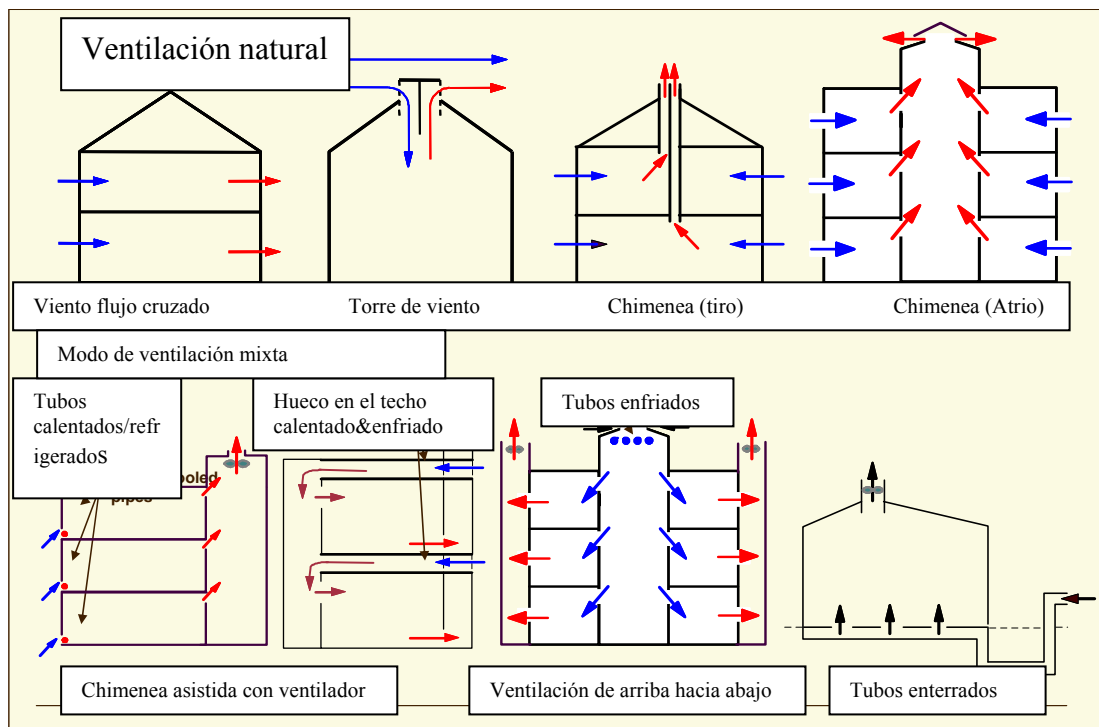 Ventilación natural
Viento flujo cruzado
Torre de viento
Chimenea (tiro)
Chimenea (Atrio)
Modo de ventilación mixta
Tubos
calentados/refr
igeradoS
Hueco en el techo
calentado&enfriado
Tubos enfriados
pipes
Chimenea asistida con ventilador
Ventilación de arriba hacia abajo
Tubos enterrados